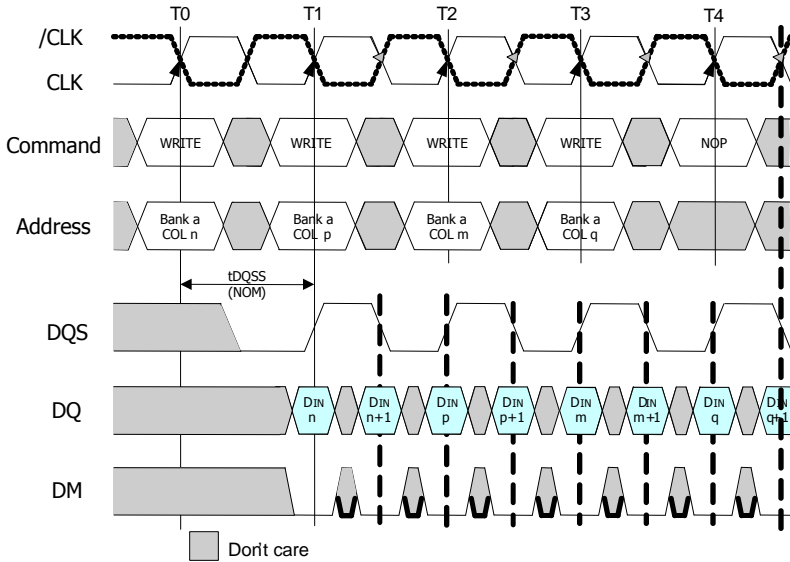 T0 T1 T2 T3 T4
/CLK
CLK
Command WRITE WRITE WRITE WRITE NOP
Address
Bank a Bank a Bank a Bank a
COL n COL p COL m COL q
tDQSS
(NOM)
DQS
DQ
DIN DIN DIN DIN DIN DIN DIN DIN
n n+1 p p+1 m m+1 q q+1
DM
Don't care